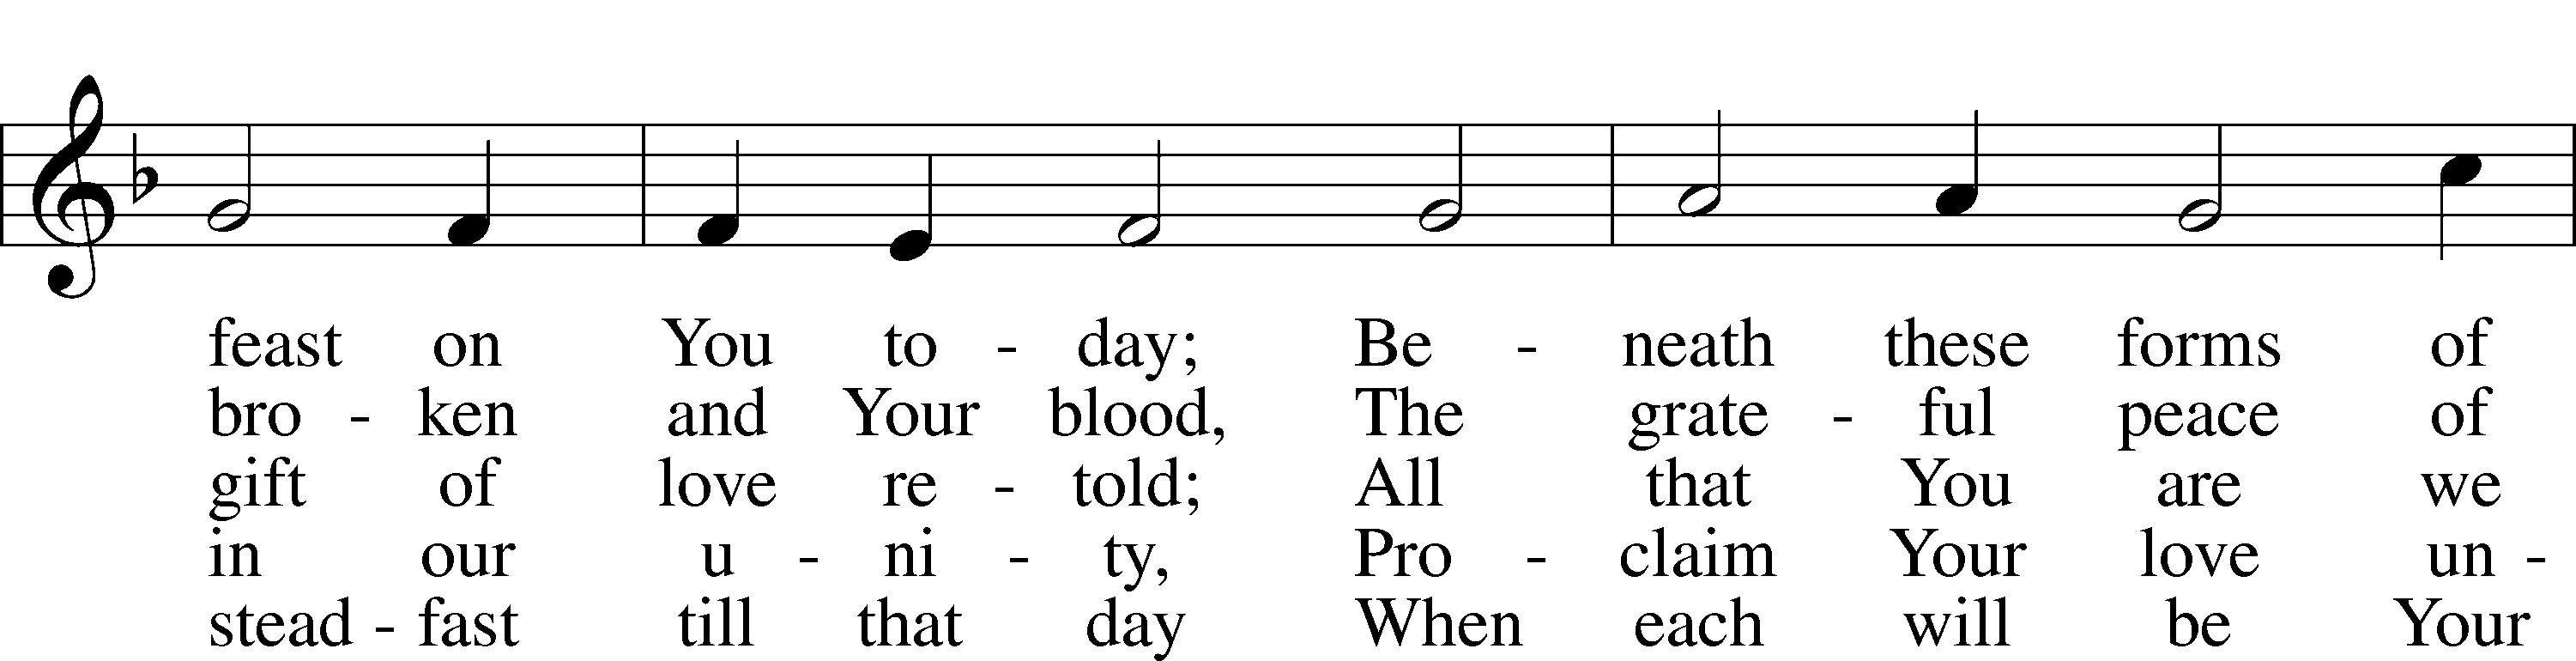 feast on You to - day; Be - neath these forms of
bro - ken and Your blood, The grate - ful peace of
gift of love re - told; All that You are we
in our u - ni - ty, Pro - claim Your love un -
stead - fast till that day When each will be Your